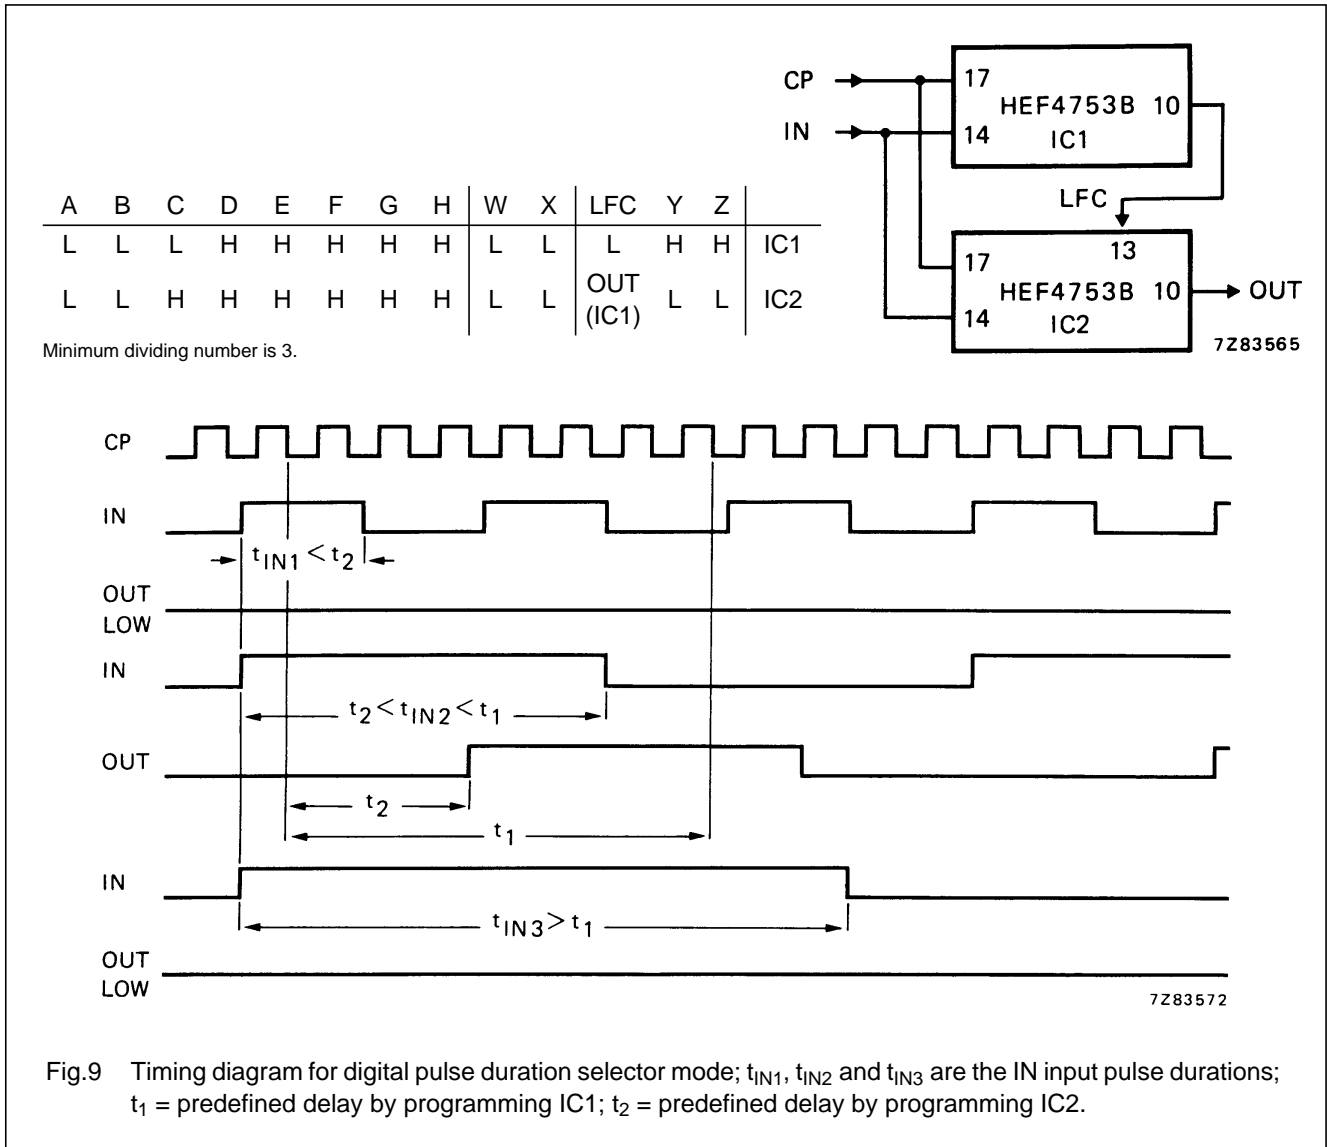 CP
17
HEF4753B 10
IN
14
IC1
LFC
13
17
HEF4753B 10
OUT
14
IC2
7Z83565
A B C D E F G H W X LFC Y Z
L L L H H H H H L L L H H IC1
L L H H H H H H L L OUT (IC1) L L IC2
Minimum dividing number is 3.
CP
IN
tIN1 < t2
OUT
LOW
IN
t2 < tIN2 < t1
OUT
t2
t1
IN
tIN3 > t1
OUT
LOW
7Z83572
Fig.9 Timing diagram for digital pulse duration selector mode; tIN1, tIN2 and tIN3 are the IN input pulse durations;
t1 = predefined delay by programming IC1; t2 = predefined delay by programming IC2.